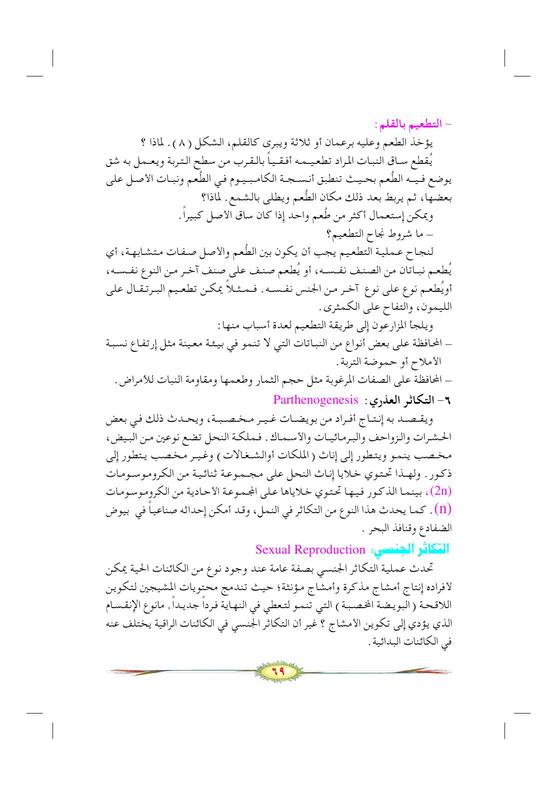 – التطعيم بالقلم :
يؤخذ الطعم وعليه برعمان أو ثلاثة ويبرى كالقلم، الشكل ( ٨ ) . لماذا ؟
يُقطع ساق النبات المراد تطعيمه أفقياً بالقرب من سطح التربة ويعمل به شق
يوضع فيه الطُعم بحيث تنطبق أنسجة الكامبيوم في الطُعم ونبات الأصل على
بعضها، ثم يربط بعد ذلك مكان الطُعم ويطلى بالشمع . لماذا؟
ويمكن إستعمال أكثر من طُعم واحد إذا كان ساق الأصل كبيراً .
– ما شروط نجاح التطعيم؟
لنجاح عملية التطعيم يجب أن يكون بين الطُعم والأصل صفات متشابهة، أي
يُطعم نباتان من الصنف نفسه، أو يُطعم صنف على صنف آخر من النوع نفسه،
أويُطعم نوع على نوع آخر من الجنس نفسه . فمثلاً يمكن تطعيم البرتقال على
الليمون، والتفاح على الكمثرى .
ويلجأ المزارعون إلى طريقة التطعيم لعدة أسباب منها :
– المحافظة على بعض أنواع من النباتات التي لا تنمو في بيئة معينة مثل إرتفاع نسبة
الأملاح أو حموضة التربة .
– المحافظة على الصفات المرغوبة مثل حجم الثمار وطعمها ومقاومة النبات للأمراض .
٦– التكاثر العذري : Parthenogenesis
ويقصد به إنتاج أفراد من بويضات غير مخصبة، ويحدث ذلك في بعض
الحشرات والزواحف والبرمائيات والأسماك . فملكة النحل تضع نوعين من البيض،
مخصب ينمو ويتطور إلى إناث ( الملكات أوالشغالات ) وغير مخصب يتطور إلى
ذكور . ولهذا تحتوي خلايا إناث النحل على مجموعة ثنائية من الكروموسومات
(2n)، بينما الذكور فيها تحتوي خلاياها على المجموعة الأحادية من الكروموسومات
(n) . كما يحدث هذا النوع من التكاثر في النمل، وقد أمكن إحداثه صناعياً في بيوض
الضفادع وقنافذ البحر .
التكاثر الجنسي: Sexual Reproduction
تحدث عملية التكاثر الجنسي بصفة عامة عند وجود نوع من الكائنات الحية يمكن
لأفراده إنتاج أمشاج مذكرة وأمشاج مؤنثة؛ حيث تندمج محتويات المشيجين لتكوين
اللاقحة ( البويضة المخصبة ) التي تنمو لتعطي في النهاية فرداً جديداً . مانوع الإنقسام
الذي يؤدي إلى تكوين الأمشاج ؟ غير أن التكاثر الجنسي في الكائنات الراقية يختلف عنه
في الكائنات البدائية .
٦٩